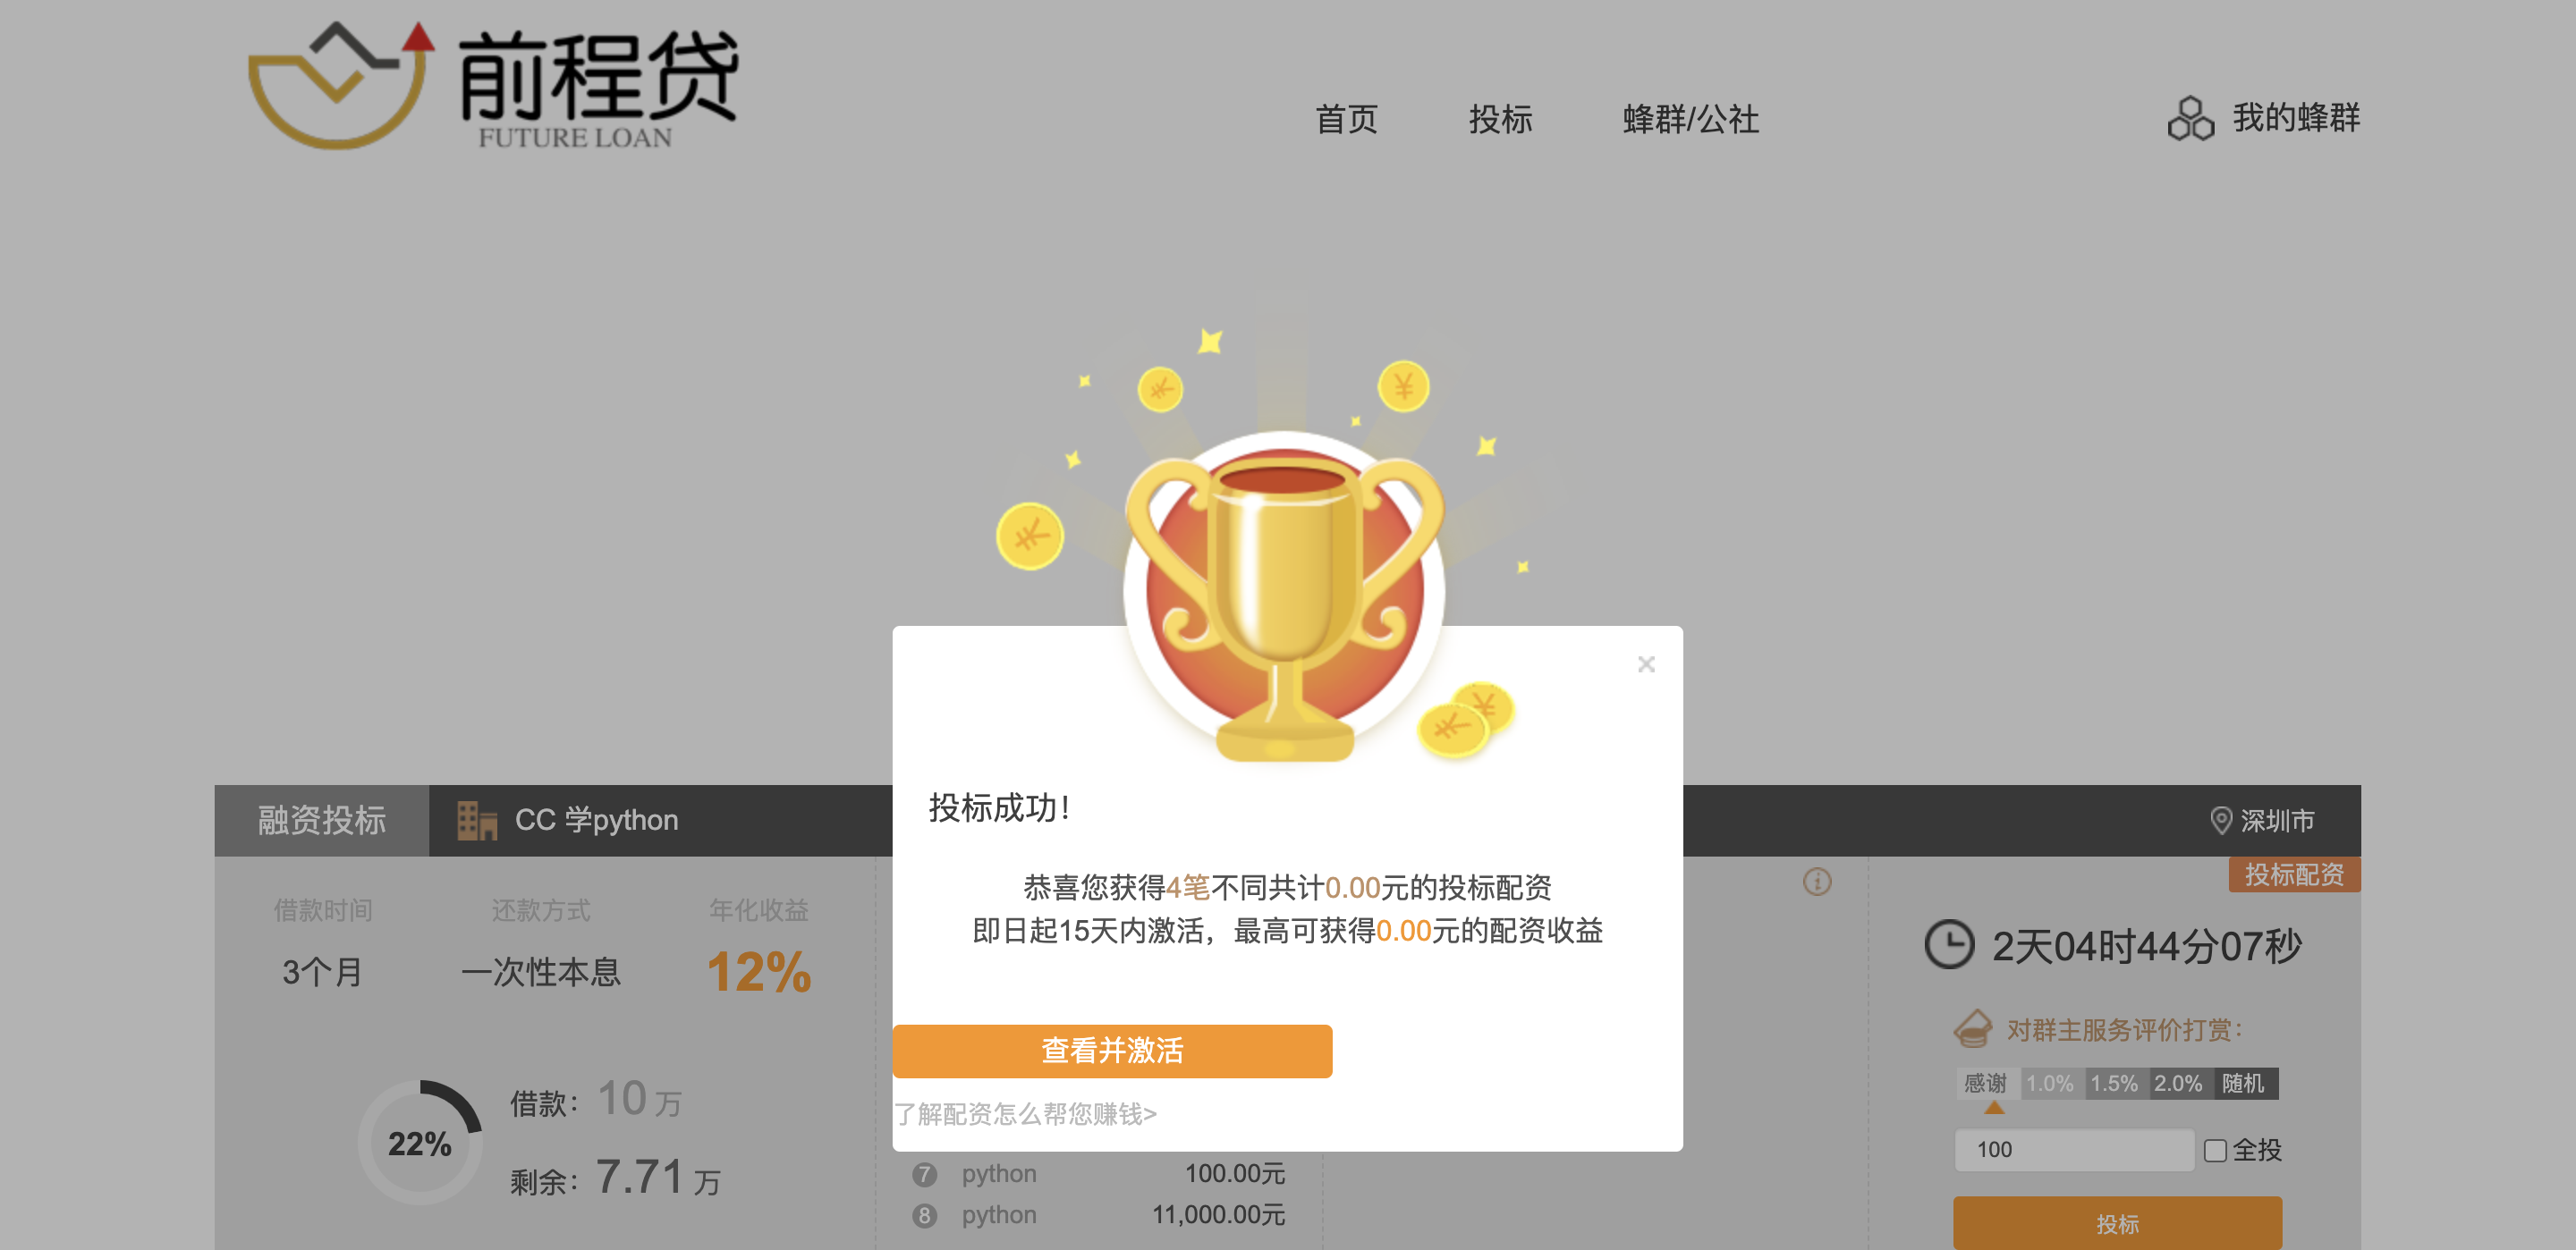 前程贷
FUTURE LOAN
首页
投标
蜂群/公社
我的蜂群
投标成功!
恭喜您获得4笔不同共计0.00元的投标配资
即日起15天内激活，最高可获得0.00元的配资收益
查看并激活
了解配资怎么帮您赚钱>
融资投标
CC 学python
深圳市
借款时间
还款方式
年化收益
3个月
一次性本息
12%
22%
借款：10 万
剩余：7.71 万
7 python 100.00元
8 python 11,000.00元
投标配资
2天04时44分07秒
对群主服务评价打赏：
感谢 1.0% 1.5% 2.0% 随机
100
全投
投标